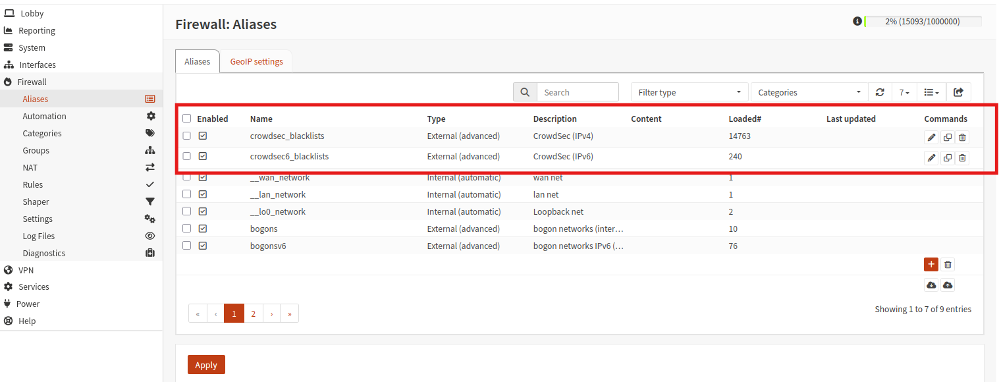 Lobby
Reporting
System
Interfaces
Firewall
Aliases
Automation
Categories
Groups
NAT
Rules
Shaper
Settings
Log Files
Diagnostics
VPN
Services
Power
Help
Firewall: Aliases
2% (15093/1000000)
Aliases GeoIP settings
Search Filter type Categories 7
Enabled Name Type Description Content Loaded# Last updated Commands
crowdsec_blacklists External (advanced) CrowdSec (IPv4) 14763
crowdsec6_blacklists External (advanced) CrowdSec (IPv6) 240
__wan_network Internal (automatic) wan net 1
__lan_network Internal (automatic) lan net 1
__lo0_network Internal (automatic) Loopback net 2
bogons External (advanced) bogon networks (inter… 10
bogonsv6 External (advanced) bogon networks IPv6 (… 76
« ‹ 1 2 › »
Showing 1 to 7 of 9 entries
Apply